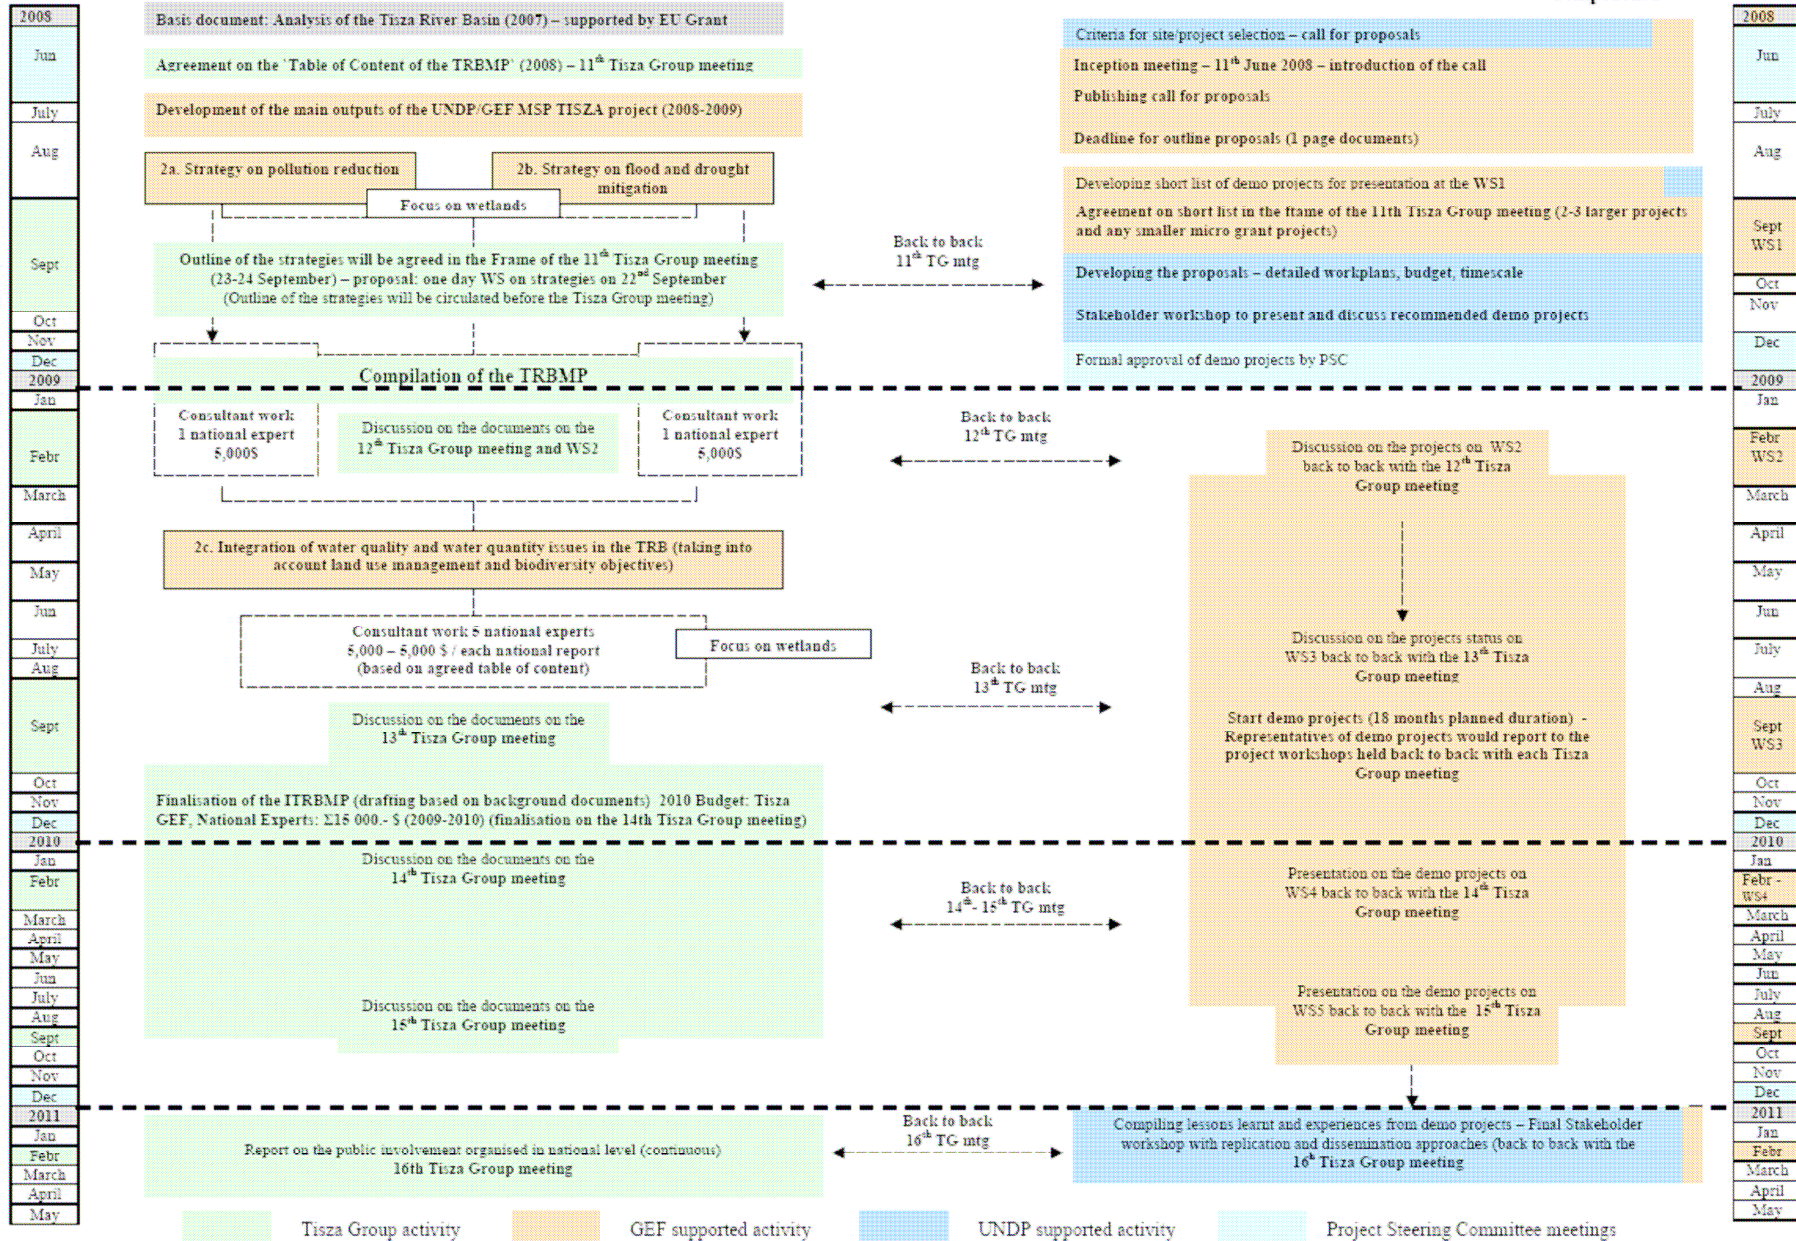 2008
Jun
July
Aug
Sept
Oct
Nov
Dec
2009
Jan
Febr
March
April
May
Jun
July
Aug
Sept
Oct
Nov
Dec
2010
Jan
Febr
March
April
May
Jun
July
Aug
Sept
Oct
Nov
Dec
2011
Jan
Febr
March
April
May
Basis document: Analysis of the Tisza River Basin (2007) – supported by EU Grant
Agreement on the `Table of Content of the TRBMP` (2008) – 11th Tisza Group meeting
Development of the main outputs of the UNDP/GEF MSP TISZA project (2008-2009)
2a. Strategy on pollution reduction
2b. Strategy on flood and drought
mitigation
Focus on wetlands
Outline of the strategies will be agreed in the Frame of the 11th Tisza Group meeting
(23-24 September) – proposal: one day WS on strategies on 22nd September
(Outline of the strategies will be circulated before the Tisza Group meeting)
Compilation of the TRBMP
Consultant work
1 national expert
5,000$
Discussion on the documents on the
12th Tisza Group meeting and WS2
Consultant work
1 national expert
5,000$
2c. Integration of water quality and water quantity issues in the TRB (taking into
account land use management and biodiversity objectives)
Consultant work 5 national experts
5,000 – 5,000 $ / each national report
(based on agreed table of content)
Focus on wetlands
Discussion on the documents on the
13th Tisza Group meeting
Finalisation of the ITRBMP (drafting based on background documents) 2010 Budget: Tisza
GEF, National Experts: Σ15 000.- $ (2009-2010) (finalisation on the 14th Tisza Group meeting)
Discussion on the documents on the
14th Tisza Group meeting
Discussion on the documents on the
15th Tisza Group meeting
Report on the public involvement organised in national level (continuous)
16th Tisza Group meeting
Back to back
11th TG mtg
Back to back
12th TG mtg
Back to back
13th TG mtg
Back to back
14th- 15th TG mtg
Back to back
16th TG mtg
Criteria for site/project selection – call for proposals
Inception meeting – 11th June 2008 – introduction of the call
Publishing call for proposals
Deadline for outline proposals (1 page documents)
Developing short list of demo projects for presentation at the WS1
Agreement on short list in the frame of the 11th Tisza Group meeting (2-3 larger projects
and any smaller micro grant projects)
Developing the proposals – detailed workplans, budget, timescale
Stakeholder workshop to present and discuss recommended demo projects
Formal approval of demo projects by PSC
Discussion on the projects on WS2
back to back with the 12th Tisza
Group meeting
Discussion on the projects status on
WS3 back to back with the 13th Tisza
Group meeting
Start demo projects (18 months planned duration) -
Representatives of demo projects would report to the
project workshops held back to back with each Tisza
Group meeting
Presentation on the demo projects on
WS4 back to back with the 14th Tisza
Group meeting
Presentation on the demo projects on
WS5 back to back with the 15th Tisza
Group meeting
Compiling lessons learnt and experiences from demo projects – Final Stakeholder
workshop with replication and dissemination approaches (back to back with the
16th Tisza Group meeting
2008
Jun
July
Aug
Sept
WS1
Oct
Nov
Dec
2009
Jan
Febr
WS2
March
April
May
Jun
July
Aug
Sept
WS3
Oct
Nov
Dec
2010
Jan
Febr -
WS4
March
April
May
Jun
July
Aug
Sept
Oct
Nov
Dec
2011
Jan
Febr
March
April
May
Tisza Group activity
GEF supported activity
UNDP supported activity
Project Steering Committee meetings